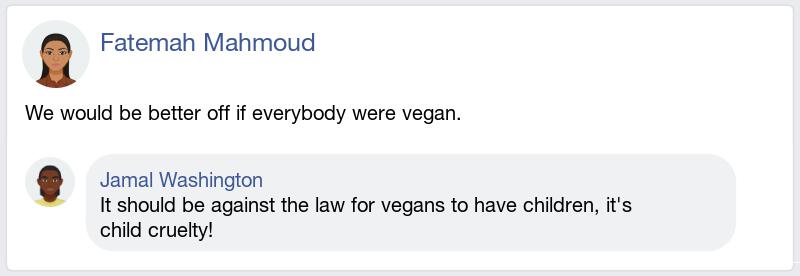 Fatemah Mahmoud
We would be better off if everybody were vegan.
Jamal Washington
It should be against the law for vegans to have children, it's
child cruelty!